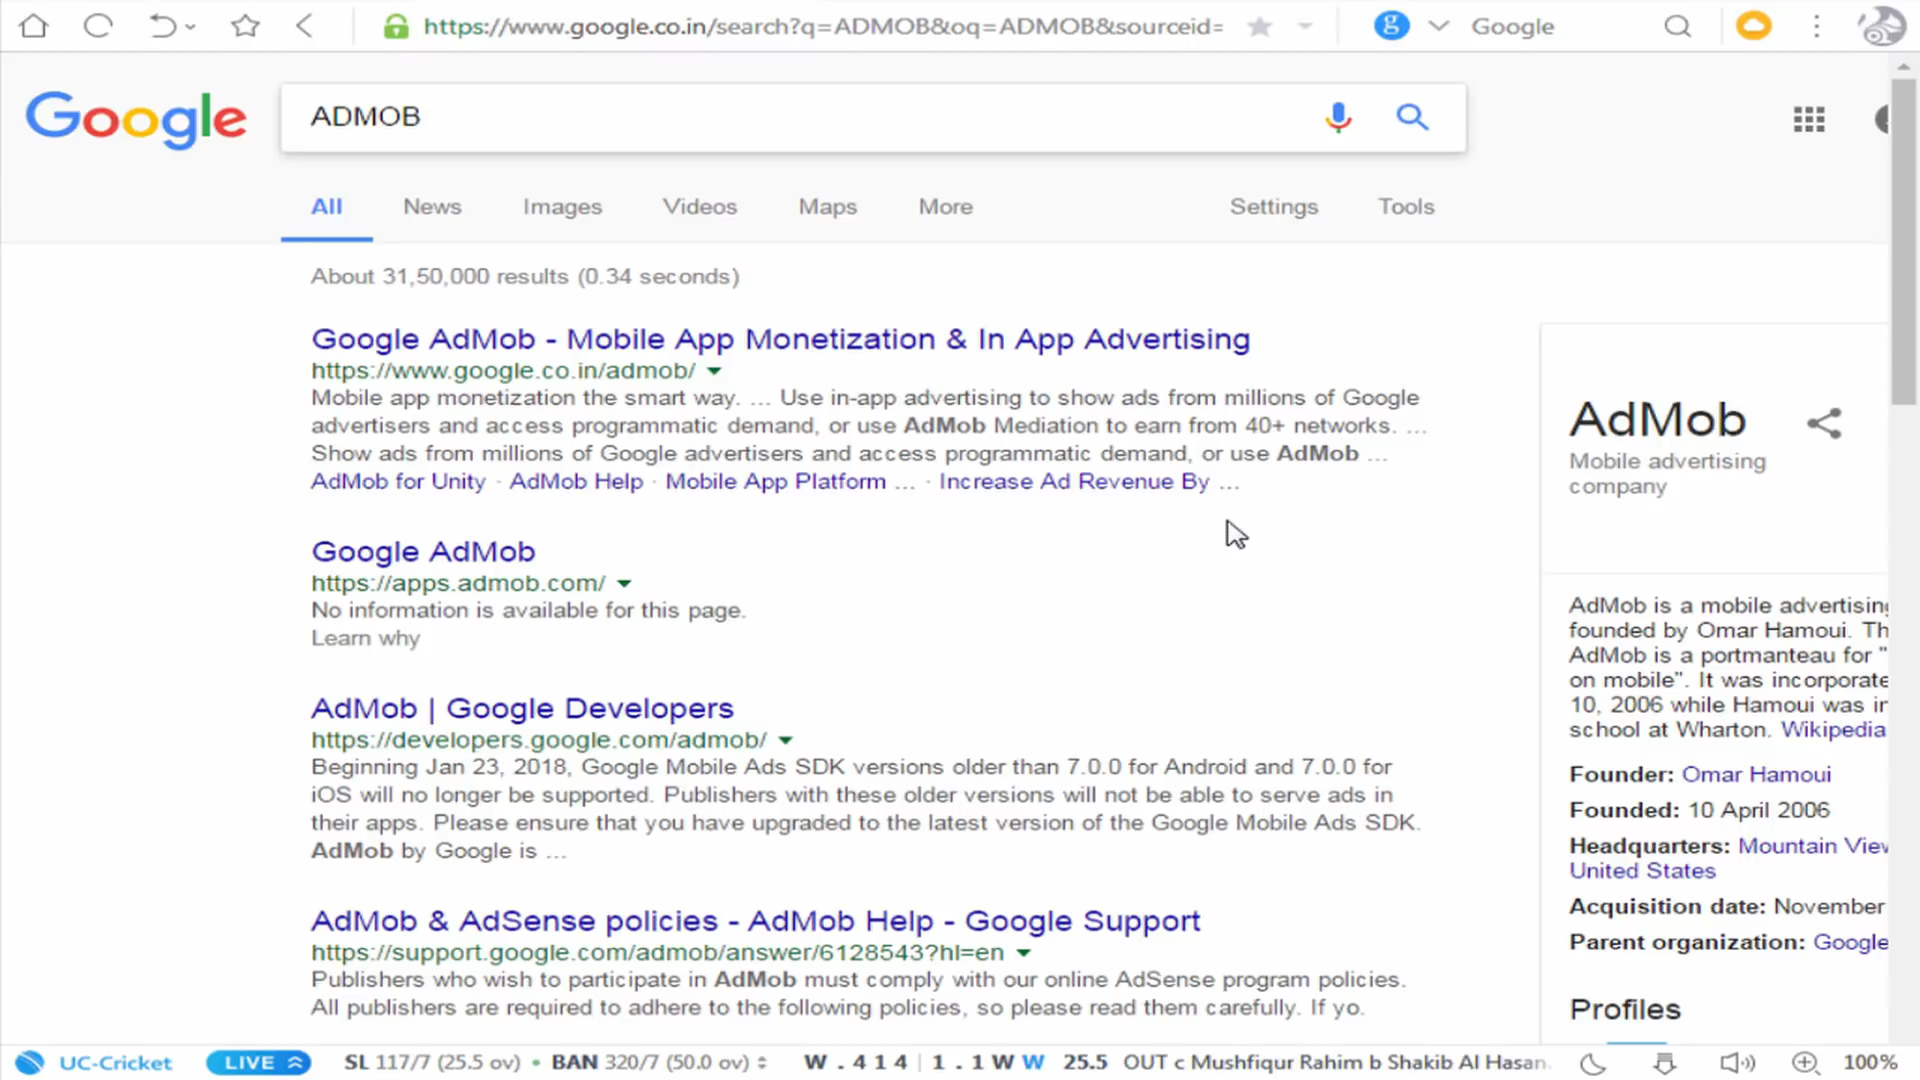 https://www.google.co.in/search?q=ADMOB&oq=ADMOB&sourceid=
Google
Google
ADMOB
All News Images Videos Maps More Settings Tools
About 31,50,000 results (0.34 seconds)
Google AdMob - Mobile App Monetization & In App Advertising
https://www.google.co.in/admob/
Mobile app monetization the smart way. ... Use in-app advertising to show ads from millions of Google
advertisers and access programmatic demand, or use AdMob Mediation to earn from 40+ networks. ...
Show ads from millions of Google advertisers and access programmatic demand, or use AdMob ...
AdMob for Unity · AdMob Help · Mobile App Platform ... · Increase Ad Revenue By ...
Google AdMob
https://apps.admob.com/
No information is available for this page.
Learn why
AdMob | Google Developers
https://developers.google.com/admob/
Beginning Jan 23, 2018, Google Mobile Ads SDK versions older than 7.0.0 for Android and 7.0.0 for
iOS will no longer be supported. Publishers with these older versions will not be able to serve ads in
their apps. Please ensure that you have upgraded to the latest version of the Google Mobile Ads SDK.
AdMob by Google is ...
AdMob & AdSense policies - AdMob Help - Google Support
https://support.google.com/admob/answer/6128543?hl=en
Publishers who wish to participate in AdMob must comply with our online AdSense program policies.
All publishers are required to adhere to the following policies, so please read them carefully. If yo.
AdMob
Mobile advertising
company
AdMob is a mobile advertising
founded by Omar Hamoui. Th
AdMob is a portmanteau for "
on mobile". It was incorporate
10, 2006 while Hamoui was in
school at Wharton. Wikipedia
Founder: Omar Hamoui
Founded: 10 April 2006
Headquarters: Mountain View
United States
Acquisition date: November
Parent organization: Google
Profiles
UC-Cricket LIVE SL 117/7 (25.5 ov) • BAN 320/7 (50.0 ov) W . 4 1 4 | 1 . 1 W W 25.5 OUT c Mushfiqur Rahim b Shakib Al Hasan. 100%